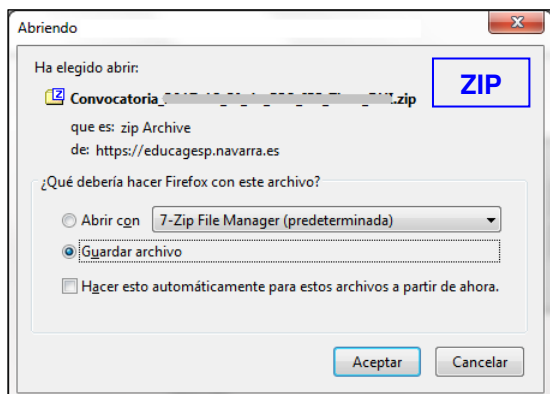 Abriendo
Ha elegido abrir:
ZIP
Convocatoria_ .zip
que es: zip Archive
de: https://educagesp.navarra.es
¿Qué debería hacer Firefox con este archivo?
Abrir con 7-Zip File Manager (predeterminada)
Guardar archivo
Hacer esto automáticamente para estos archivos a partir de ahora.
Aceptar Cancelar